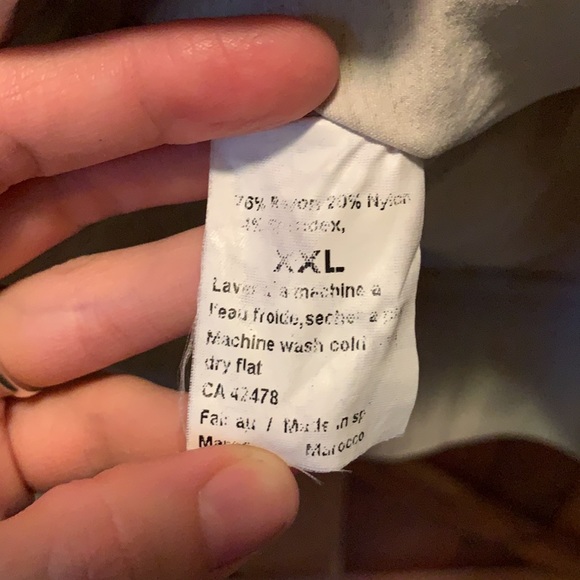 76% Rayon 20% Nylon
4% Spandex,
XXL
Laver à la machine à
l'eau froide,secher a
Machine wash cold
dry flat
CA 42478
Fait au / Made in
Maroc Marocco